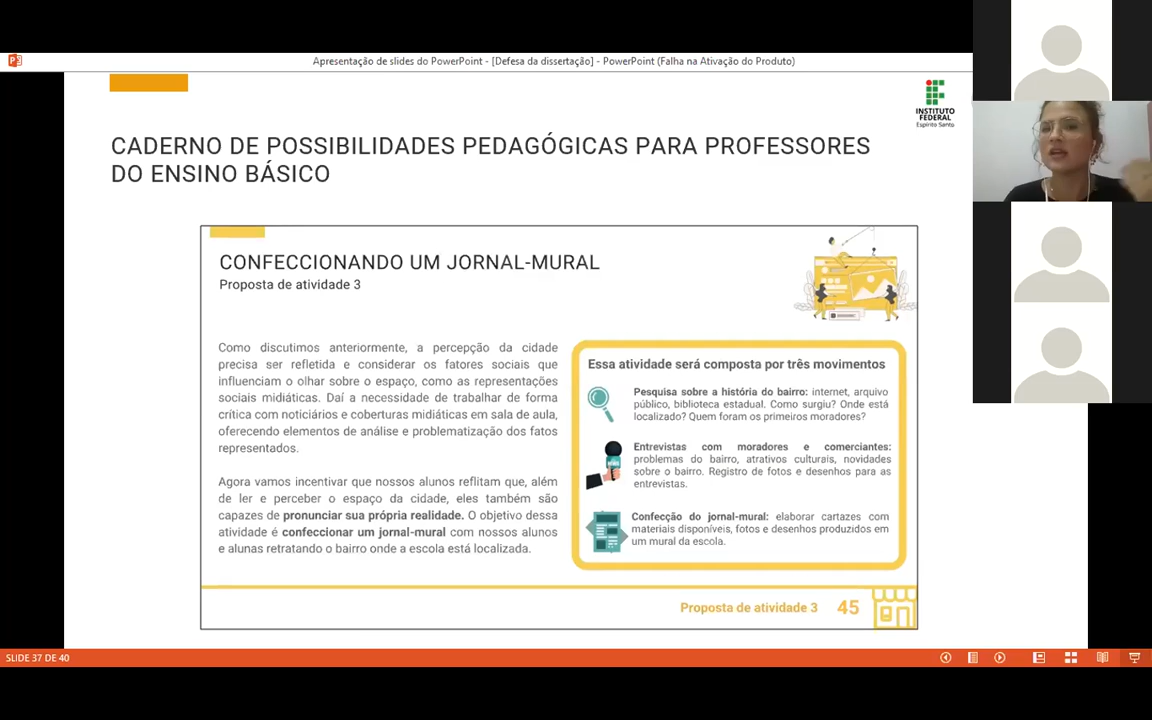 Apresentação de slides do PowerPoint - [Defesa da dissertação] - PowerPoint (Falha na Ativação do Produto)
INSTITUTO
FEDERAL
Espírito Santo
CADERNO DE POSSIBILIDADES PEDAGÓGICAS PARA PROFESSORES
DO ENSINO BÁSICO
CONFECCIONANDO UM JORNAL-MURAL
Proposta de atividade 3
Como discutimos anteriormente, a percepção da cidade
precisa ser refletida e considerar os fatores sociais que
influenciam o olhar sobre o espaço, como as representações
sociais midiáticas. Daí a necessidade de trabalhar de forma
crítica com noticiários e coberturas midiáticas em sala de aula,
oferecendo elementos de análise e problematização dos fatos
representados.
Agora vamos incentivar que nossos alunos reflitam que, além
de ler e perceber o espaço da cidade, eles também são
capazes de pronunciar sua própria realidade. O objetivo dessa
atividade é confeccionar um jornal-mural com nossos alunos
e alunas retratando o bairro onde a escola está localizada.
Essa atividade será composta por três movimentos
Pesquisa sobre a história do bairro: internet, arquivo
público, biblioteca estadual. Como surgiu? Onde está
localizado? Quem foram os primeiros moradores?
Entrevistas com moradores e comerciantes:
problemas do bairro, atrativos culturais, novidades
sobre o bairro. Registro de fotos e desenhos para as
entrevistas.
Confecção do jornal-mural: elaborar cartazes com
materiais disponíveis, fotos e desenhos produzidos em
um mural da escola.
Proposta de atividade 3 45
SLIDE 37 DE 40